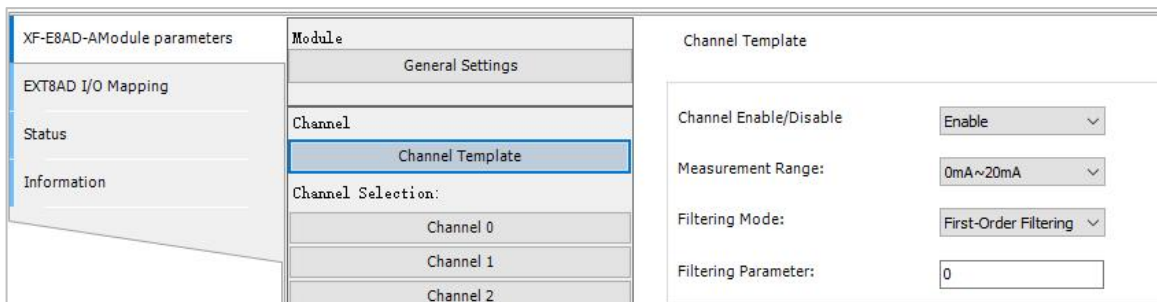 XF-E8AD-AModule parameters
EXT8AD I/O Mapping
Status
Information
Module
General Settings
Channel
Channel Template
Channel Selection:
Channel 0
Channel 1
Channel 2
Channel Template
Channel Enable/Disable Enable
Measurement Range: 0mA~20mA
Filtering Mode: First-Order Filtering
Filtering Parameter: 0